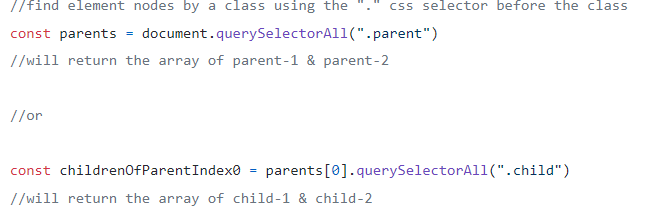 //find element nodes by a class using the "." css selector before the class
const parents = document.querySelectorAll(".parent")
//will return the array of parent-1 & parent-2
//or
const childrenOfParentIndex0 = parents[0].querySelectorAll(".child")
//will return the array of child-1 & child-2